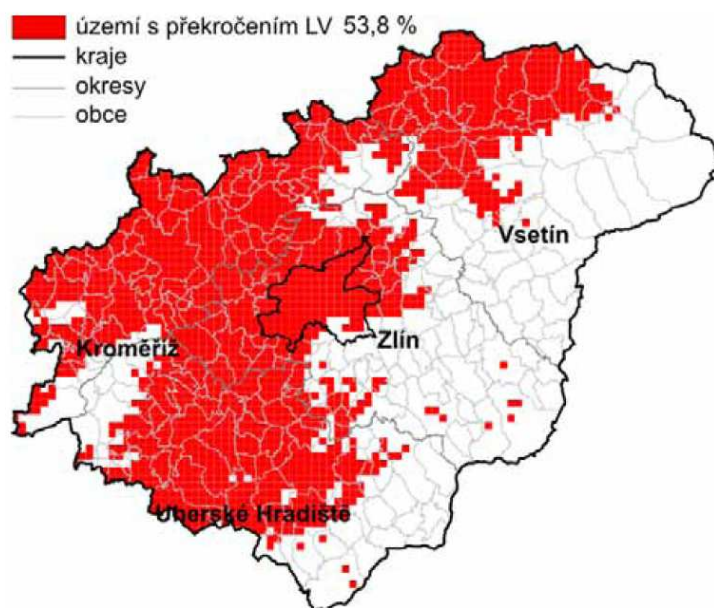 území s překročením LV 53,8 %
kraje
okresy
obce
Vsetín
Zlín
Kroměříž
Uherské Hradiště